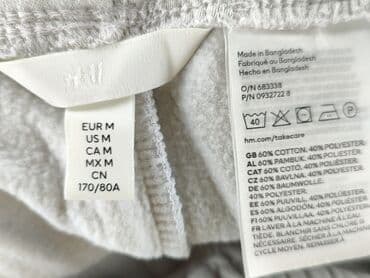 H&M
EUR M
US M
CA M
MX M
CN
170/80A
Made in Bangladesh
Fabriqué au Bangladesh
Hecho en Bangladesh
O/N 683338
P/N 0932722 8
40
hm.com/takecare
GB 60% COTTON, 40% POLYESTER
AL 60% PAMBUK, 40% POLIESTER
CAT 60% COTÓ, 40% POLIÈSTER
CZ 60% BAVLNA, 40% POLYESTER
DE 60% BAUMWOLLE,
40% POLYESTER
EE 60% PUUVILL, 40% POLÜESTER
ES 60% ALGODÓN, 40% POLIÉSTER
FI 60% PUUVILLAA, 40% POLYESTERI
FR LAVER À LA MACHINE À L'EAU
TIÈDE. BLANCHIR SANS CHLORE SI
NÉCESSAIRE. SÉCHER À MACHINE,
CYCLE MOYEN. REPASSER À